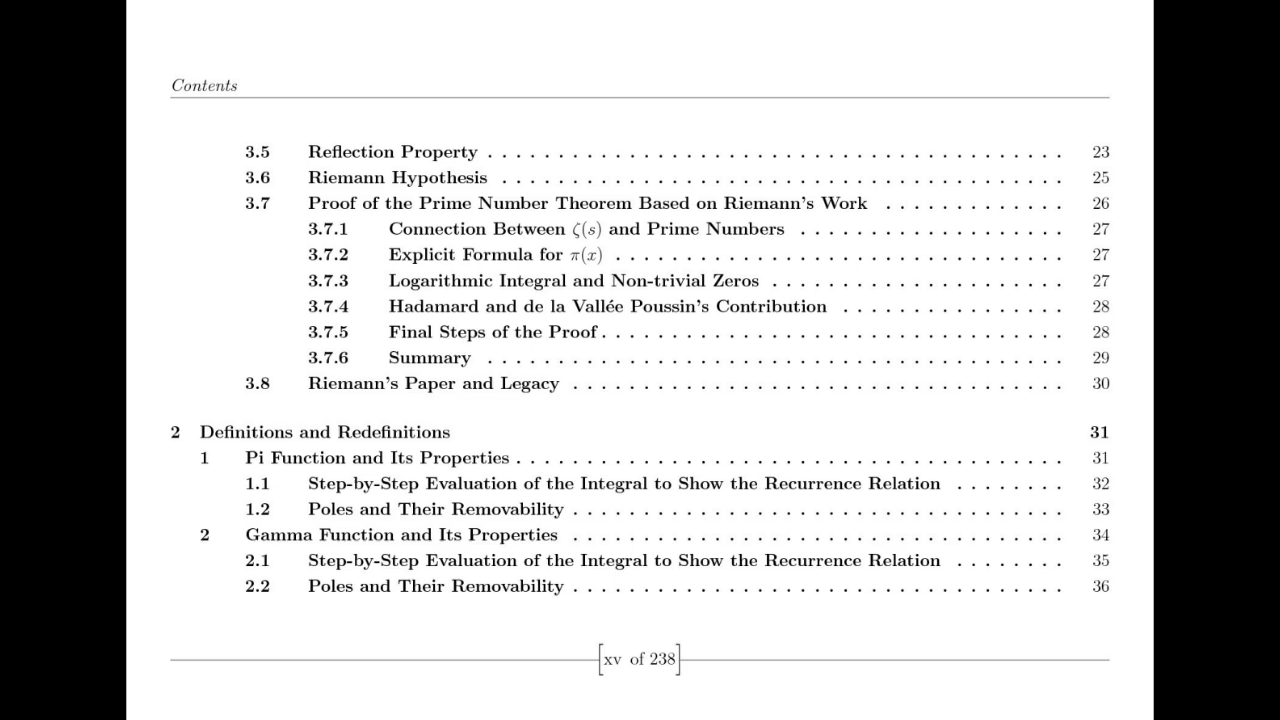 Contents
3.5 Reflection Property . . . . . . . . . . . . . . . . . . . . . . . . . . . . . . . . . . . . . . . . . 23
3.6 Riemann Hypothesis . . . . . . . . . . . . . . . . . . . . . . . . . . . . . . . . . . . . . . . . 25
3.7 Proof of the Prime Number Theorem Based on Riemann's Work . . . . . . . . . . . . . 26
3.7.1 Connection Between ζ(s) and Prime Numbers . . . . . . . . . . . . . . . . . . . 27
3.7.2 Explicit Formula for π(x) . . . . . . . . . . . . . . . . . . . . . . . . . . . . . . . . 27
3.7.3 Logarithmic Integral and Non-trivial Zeros . . . . . . . . . . . . . . . . . . . . . 27
3.7.4 Hadamard and de la Vallée Poussin's Contribution . . . . . . . . . . . . . . . . 28
3.7.5 Final Steps of the Proof . . . . . . . . . . . . . . . . . . . . . . . . . . . . . . . . . 28
3.7.6 Summary . . . . . . . . . . . . . . . . . . . . . . . . . . . . . . . . . . . . . . . . . 29
3.8 Riemann's Paper and Legacy . . . . . . . . . . . . . . . . . . . . . . . . . . . . . . . . . . . 30
2 Definitions and Redefinitions 31
1 Pi Function and Its Properties . . . . . . . . . . . . . . . . . . . . . . . . . . . . . . . . . . . . . . . 31
1.1 Step-by-Step Evaluation of the Integral to Show the Recurrence Relation . . . . . . . . 32
1.2 Poles and Their Removability . . . . . . . . . . . . . . . . . . . . . . . . . . . . . . . . . . . 33
2 Gamma Function and Its Properties . . . . . . . . . . . . . . . . . . . . . . . . . . . . . . . . . . . 34
2.1 Step-by-Step Evaluation of the Integral to Show the Recurrence Relation . . . . . . . . 35
2.2 Poles and Their Removability . . . . . . . . . . . . . . . . . . . . . . . . . . . . . . . . . . . 36
[xv of 238]